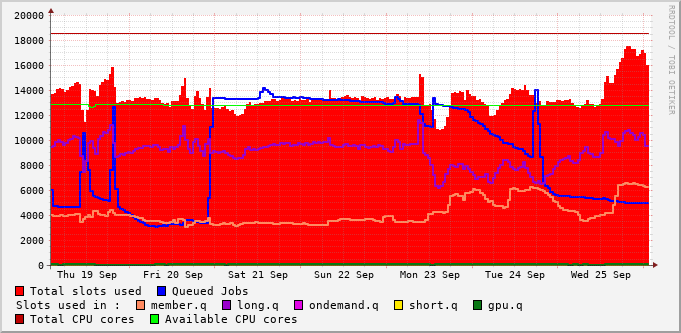 20000
18000
16000
14000
12000
10000
8000
6000
4000
2000
0
Thu 19 Sep Fri 20 Sep Sat 21 Sep Sun 22 Sep Mon 23 Sep Tue 24 Sep Wed 25 Sep
Total slots used Queued Jobs
Slots used in : member.q long.q ondemand.q short.q gpu.q
Total CPU cores Available CPU cores
RRDTOOL / TOBI OETIKER